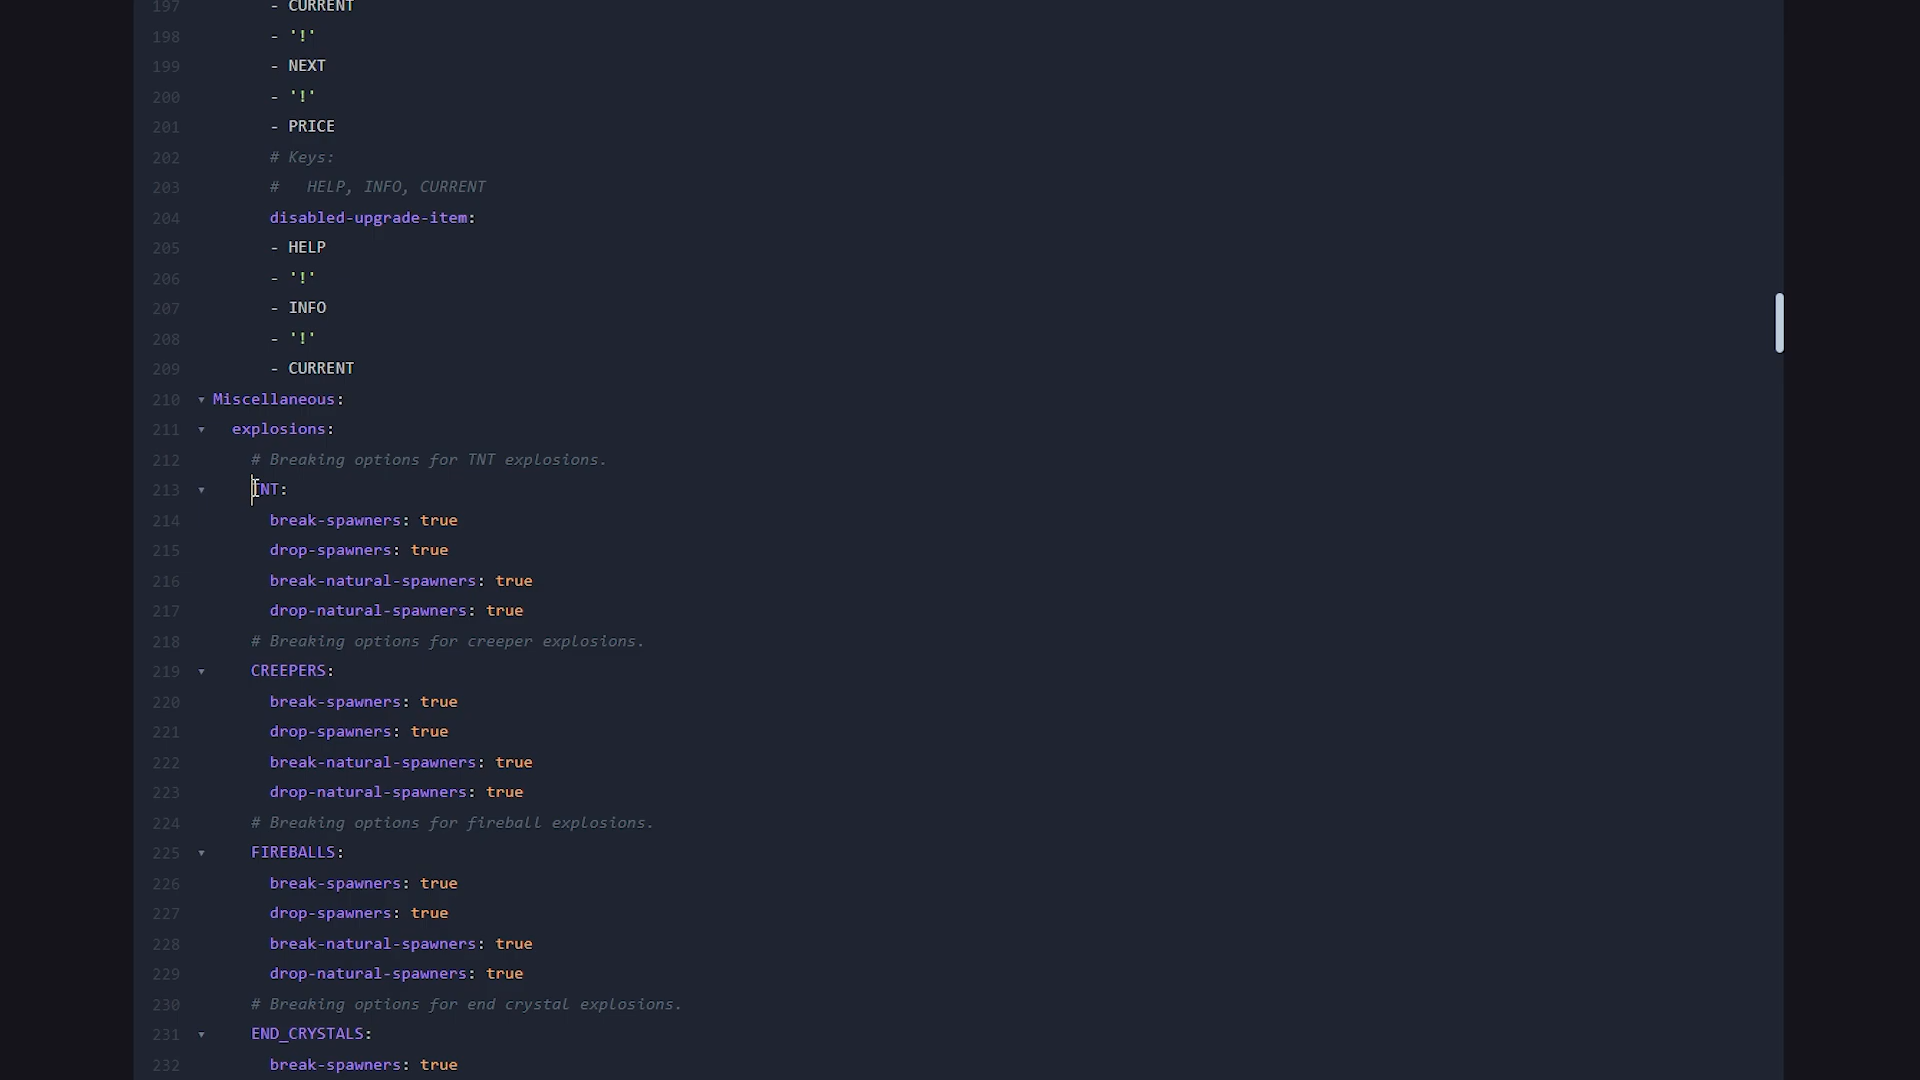 197 - CURRENT
198 - '!'
199 - NEXT
200 - '!'
201 - PRICE
202 # Keys:
203 #   HELP, INFO, CURRENT
204 disabled-upgrade-item:
205 - HELP
206 - '!'
207 - INFO
208 - '!'
209 - CURRENT
210 Miscellaneous:
211 explosions:
212 # Breaking options for TNT explosions.
213 TNT:
214 break-spawners: true
215 drop-spawners: true
216 break-natural-spawners: true
217 drop-natural-spawners: true
218 # Breaking options for creeper explosions.
219 CREEPERS:
220 break-spawners: true
221 drop-spawners: true
222 break-natural-spawners: true
223 drop-natural-spawners: true
224 # Breaking options for fireball explosions.
225 FIREBALLS:
226 break-spawners: true
227 drop-spawners: true
228 break-natural-spawners: true
229 drop-natural-spawners: true
230 # Breaking options for end crystal explosions.
231 END_CRYSTALS:
232 break-spawners: true